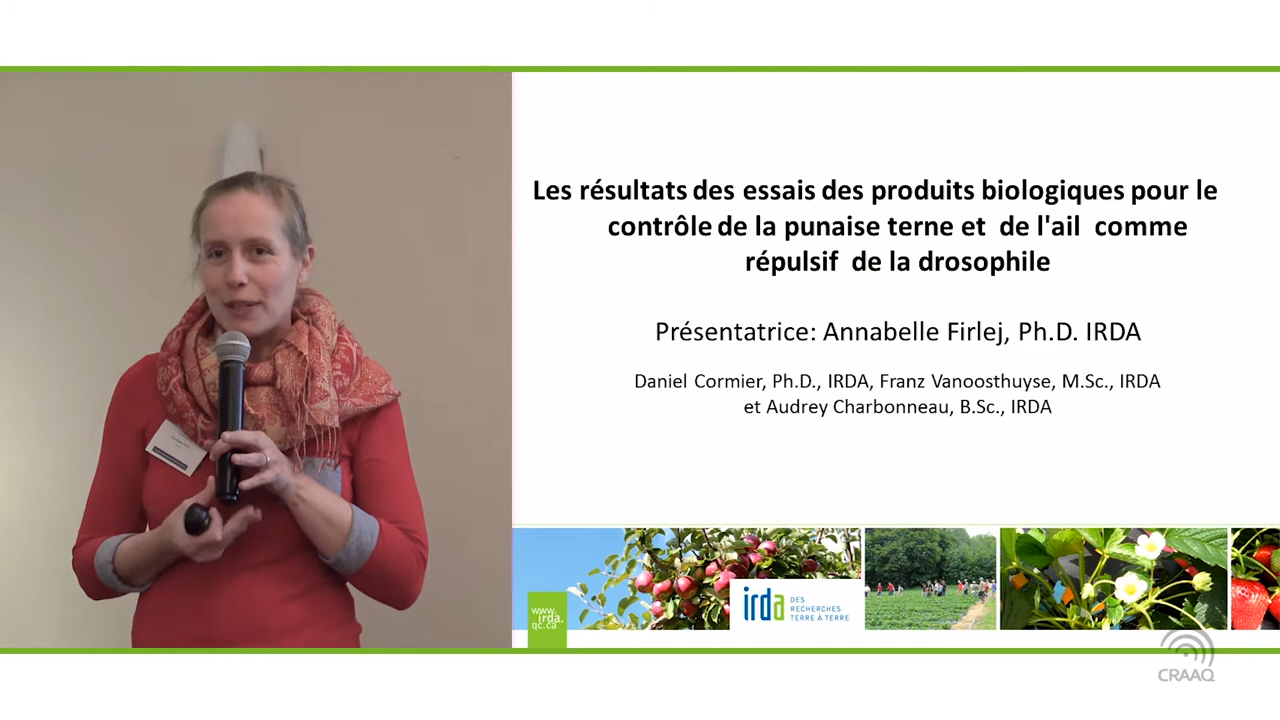 Les résultats des essais des produits biologiques pour le
contrôle de la punaise terne et de l'ail comme
répulsif de la drosophile
Présentatrice: Annabelle Firlej, Ph.D. IRDA
Daniel Cormier, Ph.D., IRDA, Franz Vanoosthuyse, M.Sc., IRDA
et Audrey Charbonneau, B.Sc., IRDA
www.
irda.
qc.ca
irda DES
RECHERCHES
TERRE À TERRE
CRAAQ